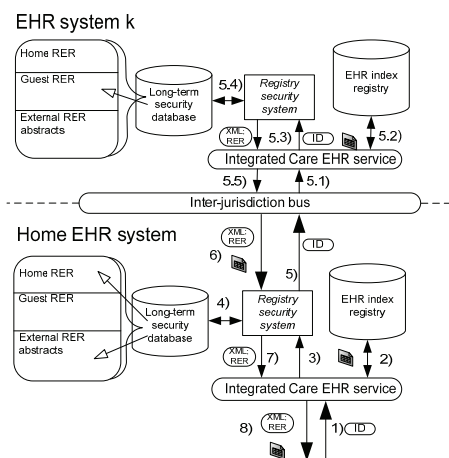 EHR system k
Home RER
Guest RER
External RER
abstracts
Long-term
security
database
5.4)
Registry
security
system
EHR index
registry
XML:
RER
5.3)
ID
5.2)
Integrated Care EHR service
5.5)
5.1)
Inter-jurisdiction bus
Home EHR system
XML:
RER
ID
6)
5)
Home RER
Guest RER
External RER
abstracts
Long-term
security
database
4)
Registry
security
system
EHR index
registry
XML:
RER
7)
3)
2)
Integrated Care EHR service
8)
XML:
RER
1)
ID